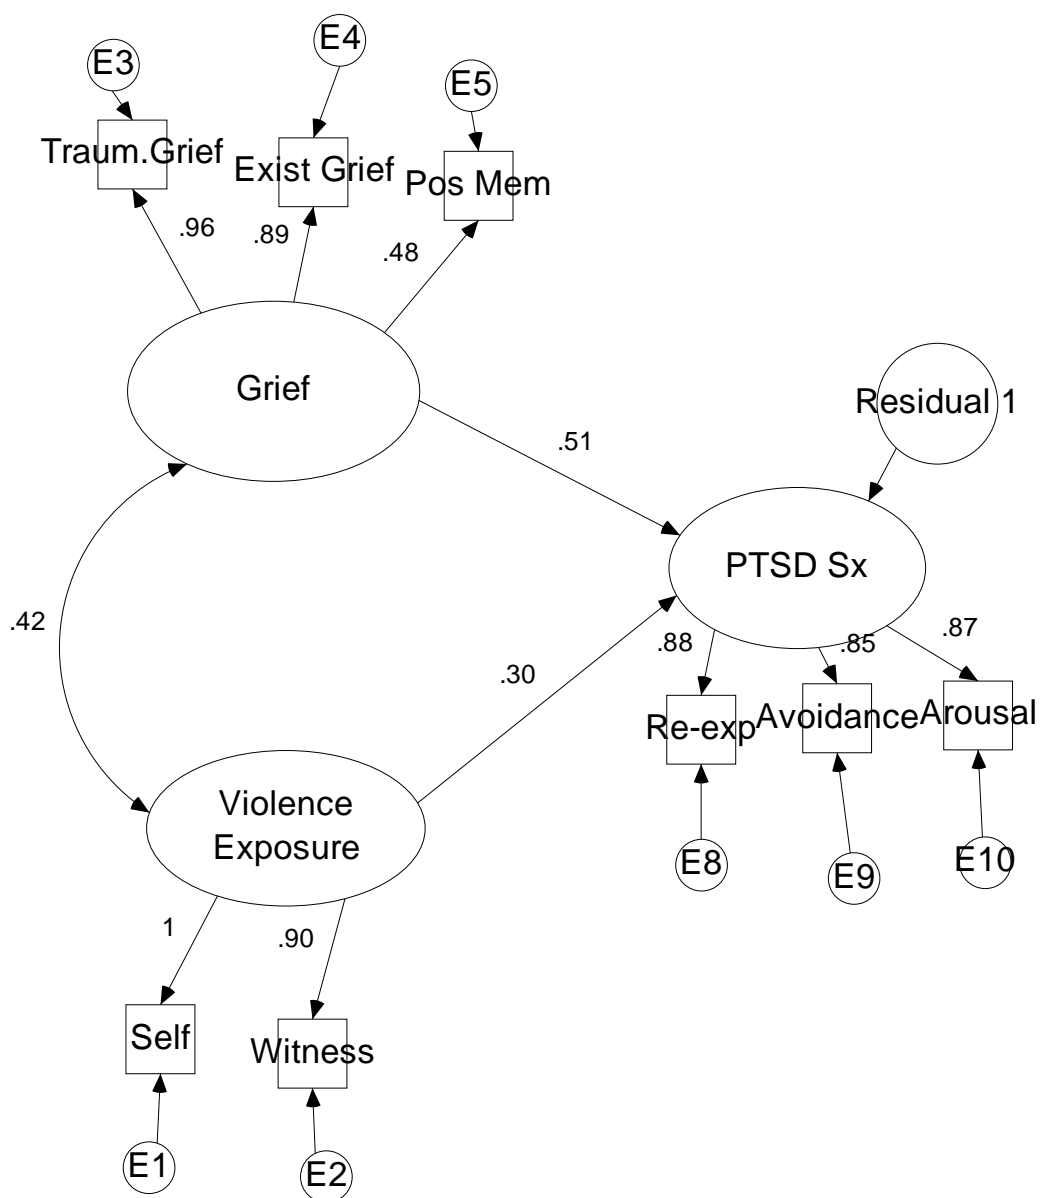 E3
E4
E5
Traum.Grief
Exist Grief
Pos Mem
.96
.89
.48
Grief
Residual 1
.51
PTSD Sx
.42
.30
.88
.85
.87
Re-exp
Avoidance
Arousal
Violence
Exposure
E8
E9
E10
1
.90
Self
Witness
E1
E2